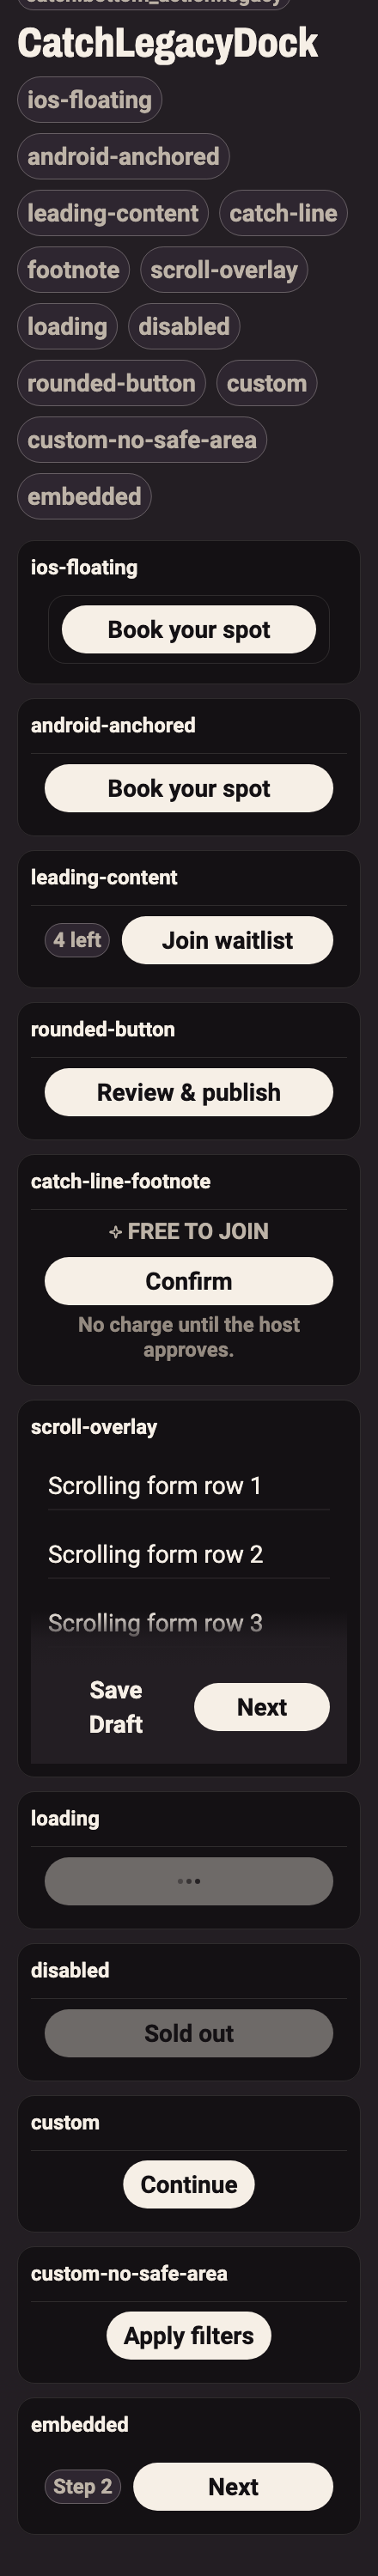 CatchLegacyDock
ios-floating
android-anchored
leading-content catch-line
footnote scroll-overlay
loading disabled
rounded-button custom
custom-no-safe-area
embedded
ios-floating
Book your spot
android-anchored
Book your spot
leading-content
4 left Join waitlist
rounded-button
Review & publish
catch-line-footnote
FREE TO JOIN
Confirm
No charge until the host
approves.
scroll-overlay
Scrolling form row 1
Scrolling form row 2
Scrolling form row 3
Save
Draft
Next
loading
disabled
Sold out
custom
Continue
custom-no-safe-area
Apply filters
embedded
Step 2 Next